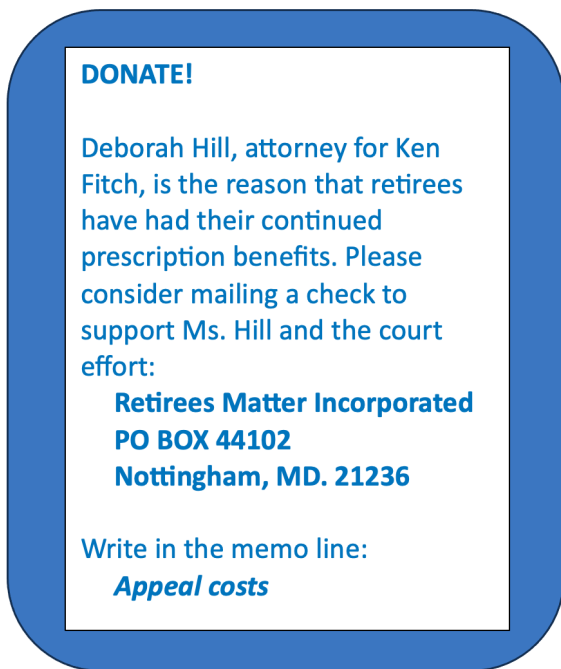 DONATE!
Deborah Hill, attorney for Ken
Fitch, is the reason that retirees
have had their continued
prescription benefits. Please
consider mailing a check to
support Ms. Hill and the court
effort:
Retirees Matter Incorporated
PO BOX 44102
Nottingham, MD. 21236
Write in the memo line:
Appeal costs